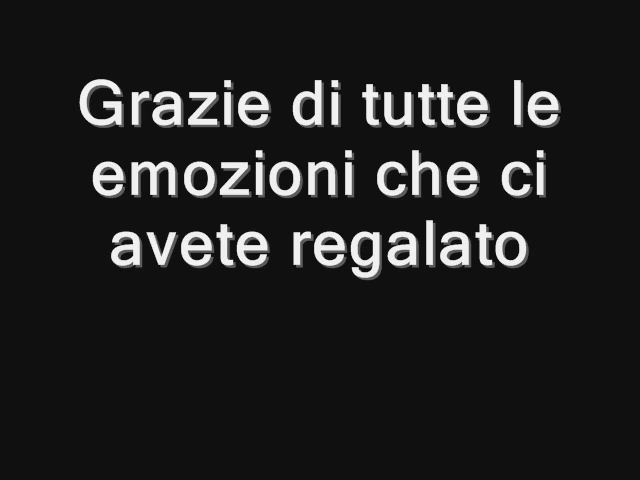 Grazie di tutte le
emozioni che ci
avete regalato